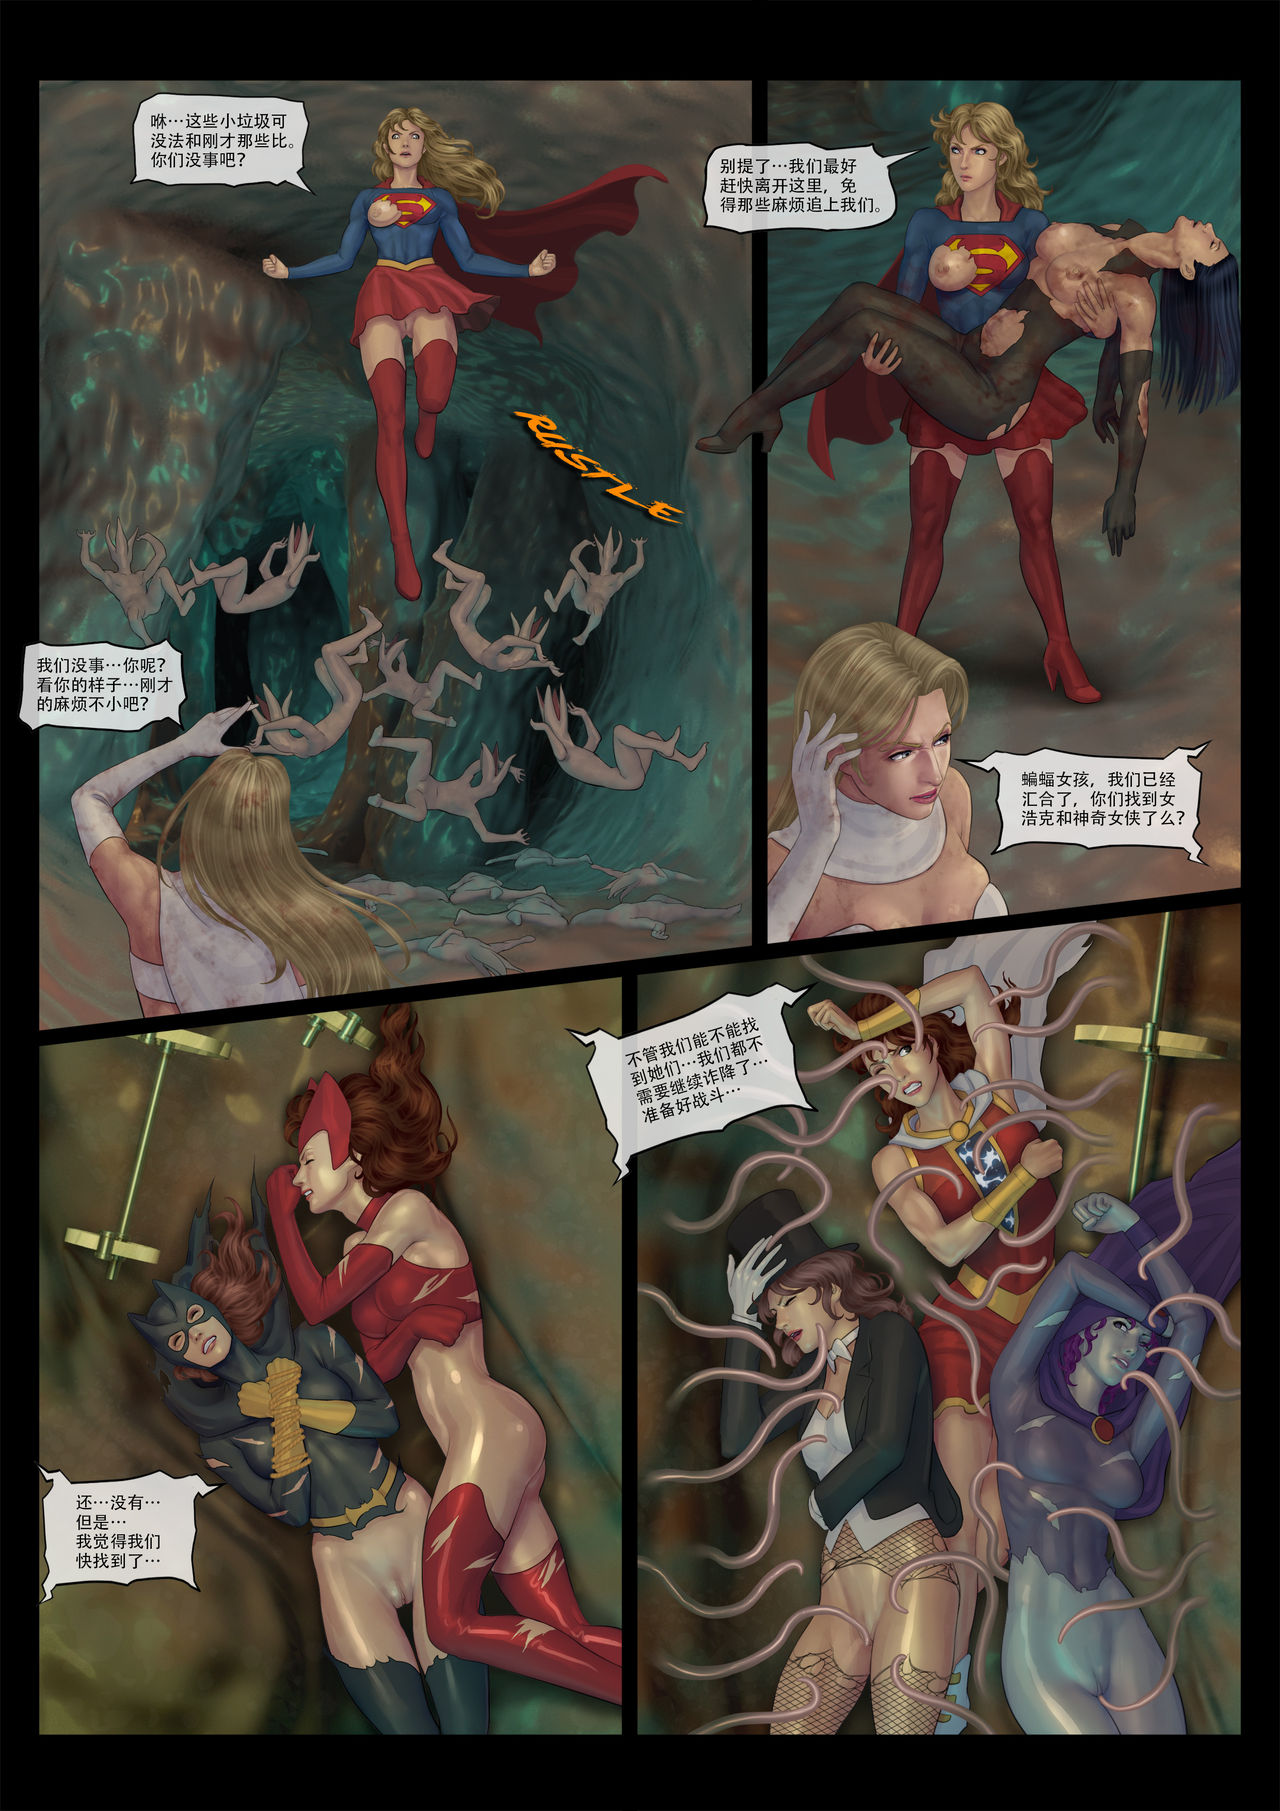 咻…这些小垃圾可
没法和刚才那些比。
你们没事吧？
RUSTLE
我们没事…你呢？
看你的样子…刚才
的麻烦不小吧？
别提了…我们最好
赶快离开这里，免
得那些麻烦追上我们。
蝙蝠女孩，我们已经
汇合了，你们找到女
浩克和神奇女侠了么？
还…没有…
但是…
我觉得我们
快找到了…
不管我们能不能找
到她们…我们都不
需要继续诈降了…
准备好战斗…